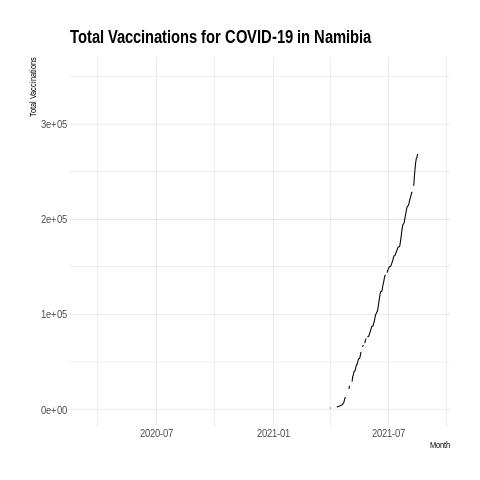 Total Vaccinations for COVID-19 in Namibia
Total Vaccinations
3e+05
2e+05
1e+05
0e+00
2020-07
2021-01
2021-07
Month